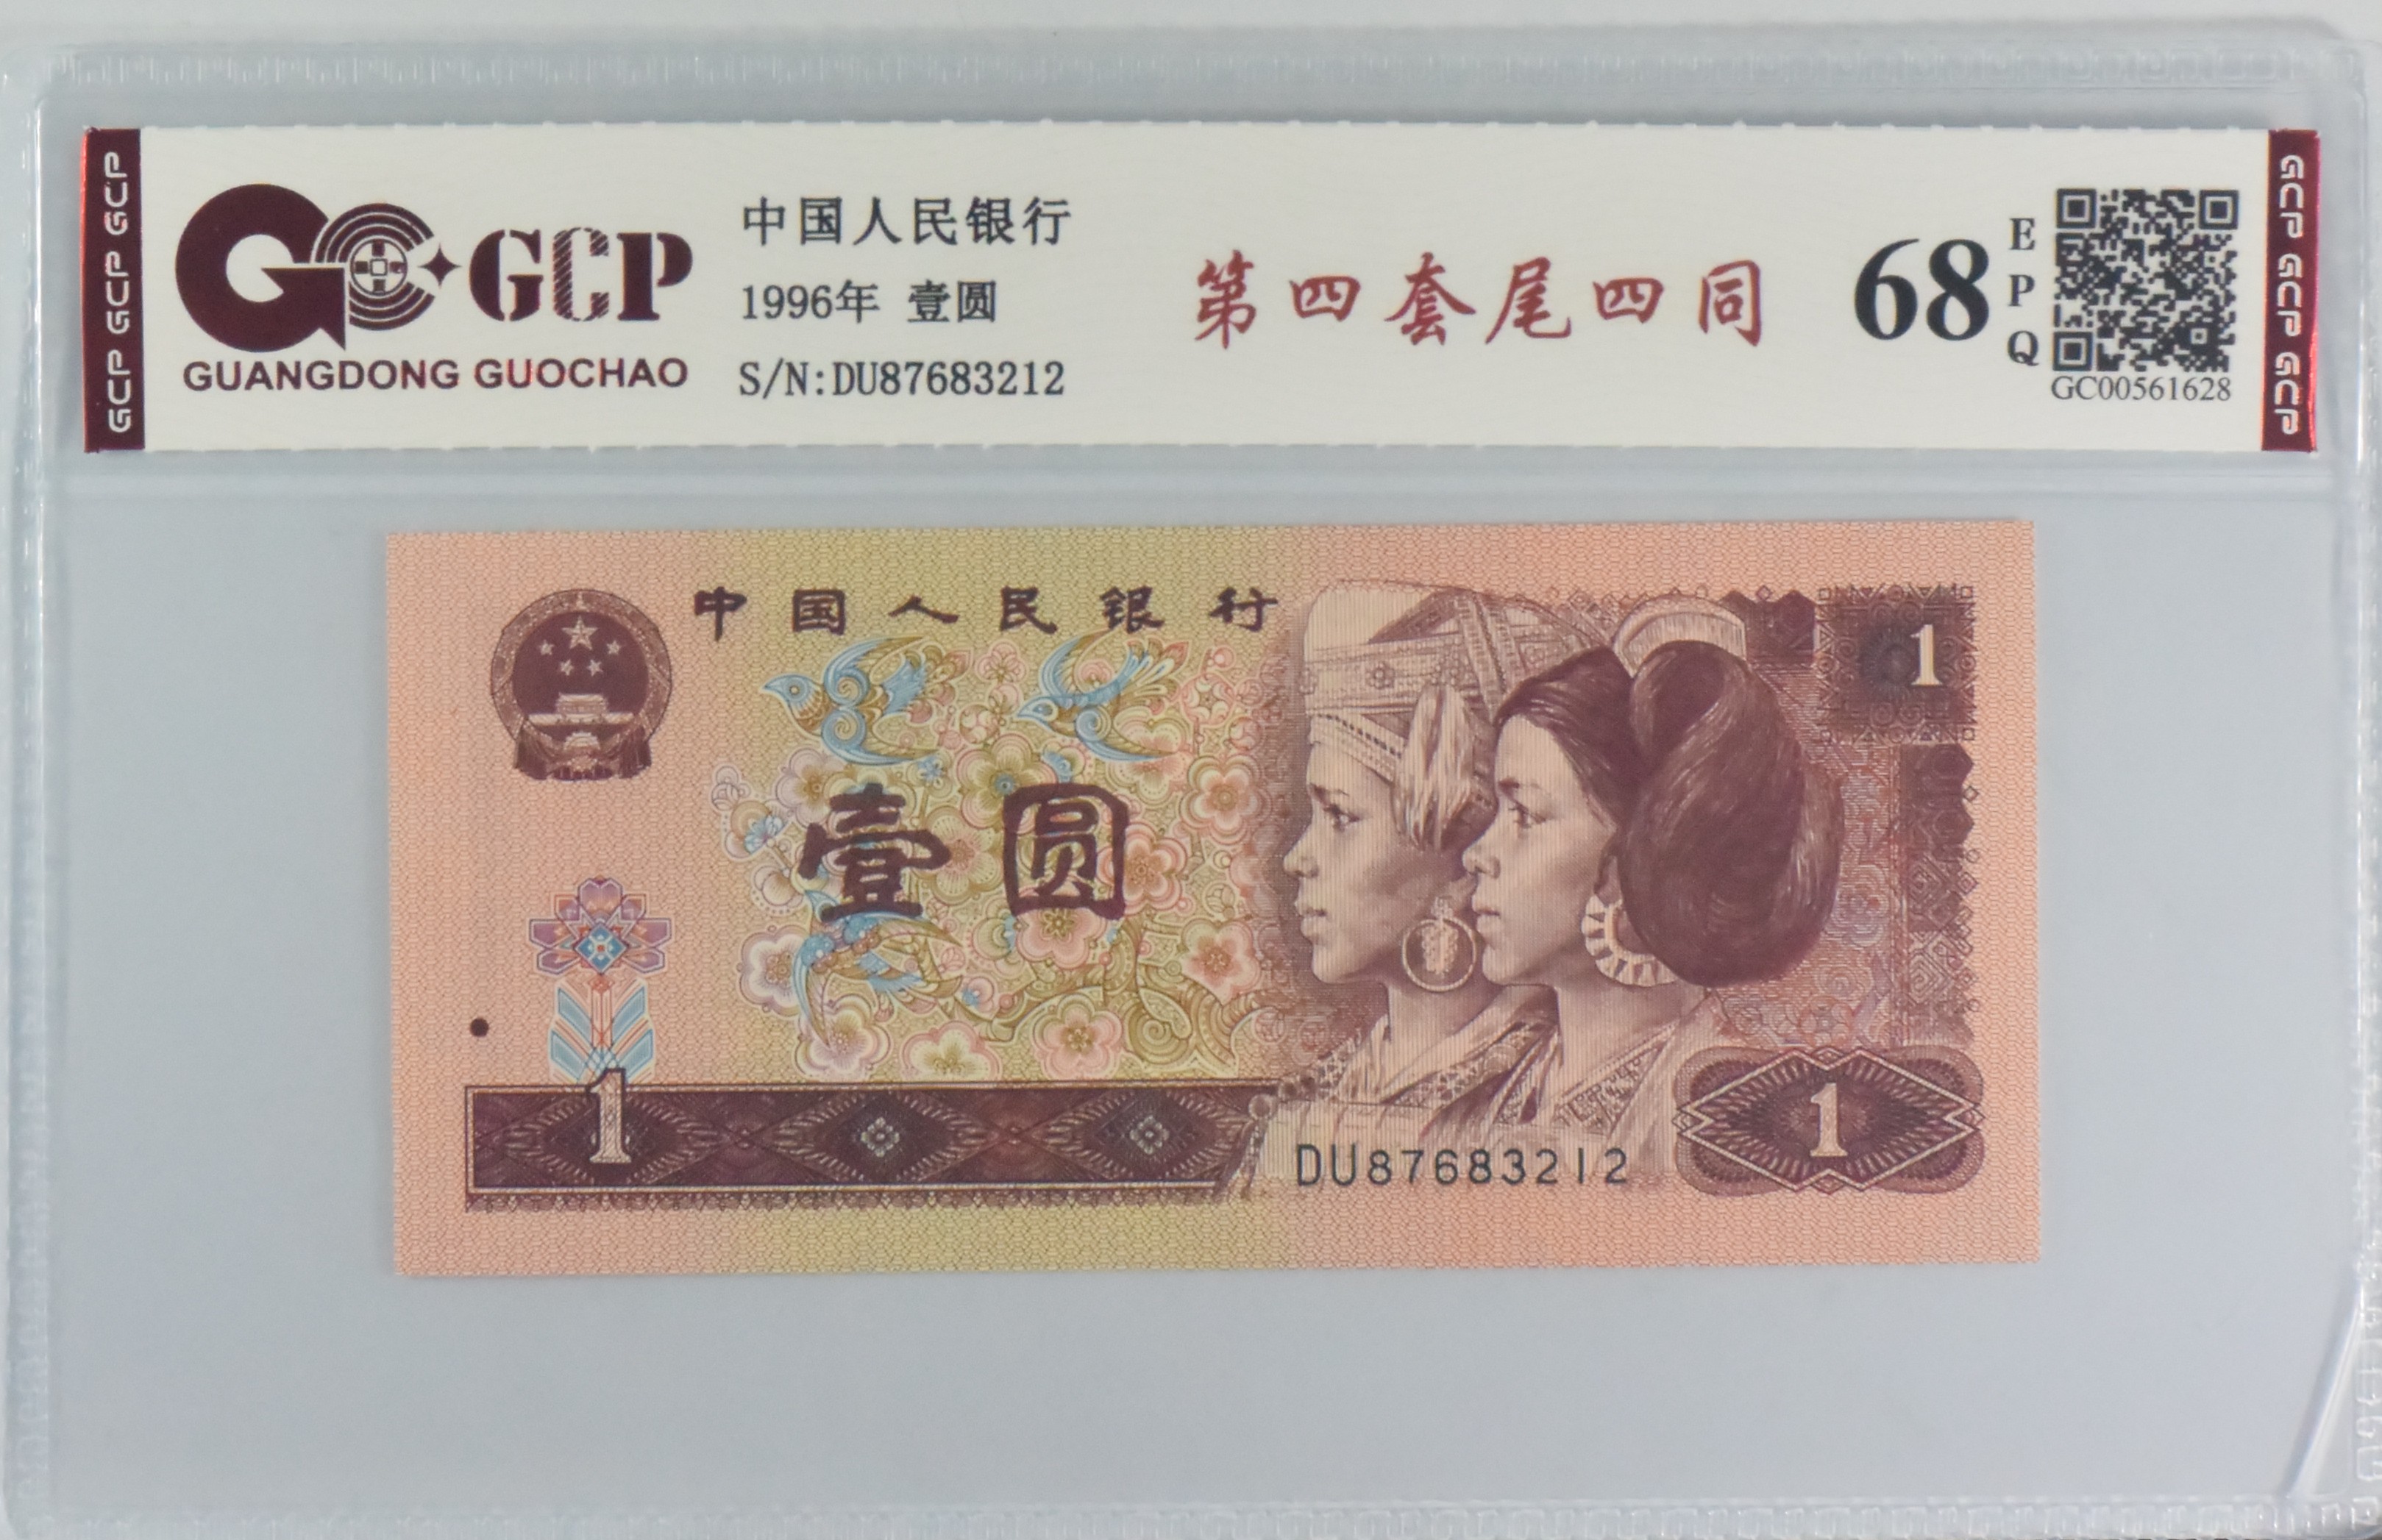 GCP GCP GCP
GCP
GUANGDONG GUOCHAO
中国人民银行
1996年 壹圆
S/N:DU87683212
第四套尾四同
68
EPQ
GC00561628
GCP GCP GCP
中国人民银行
1
壹圆
1
DU87683212
1